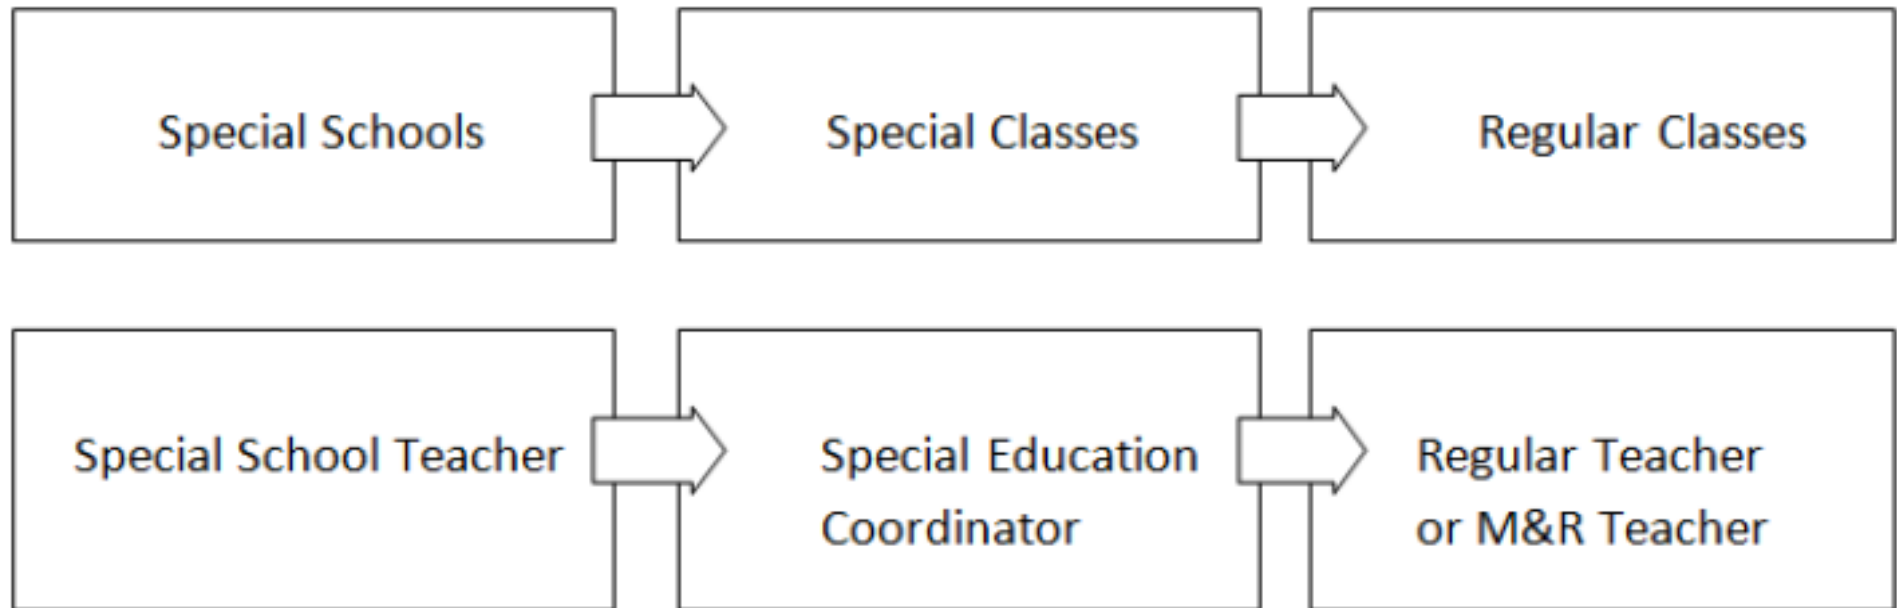 Special Schools
Special Classes
Regular Classes
Special School Teacher
Special Education
Coordinator
Regular Teacher
or M&R Teacher